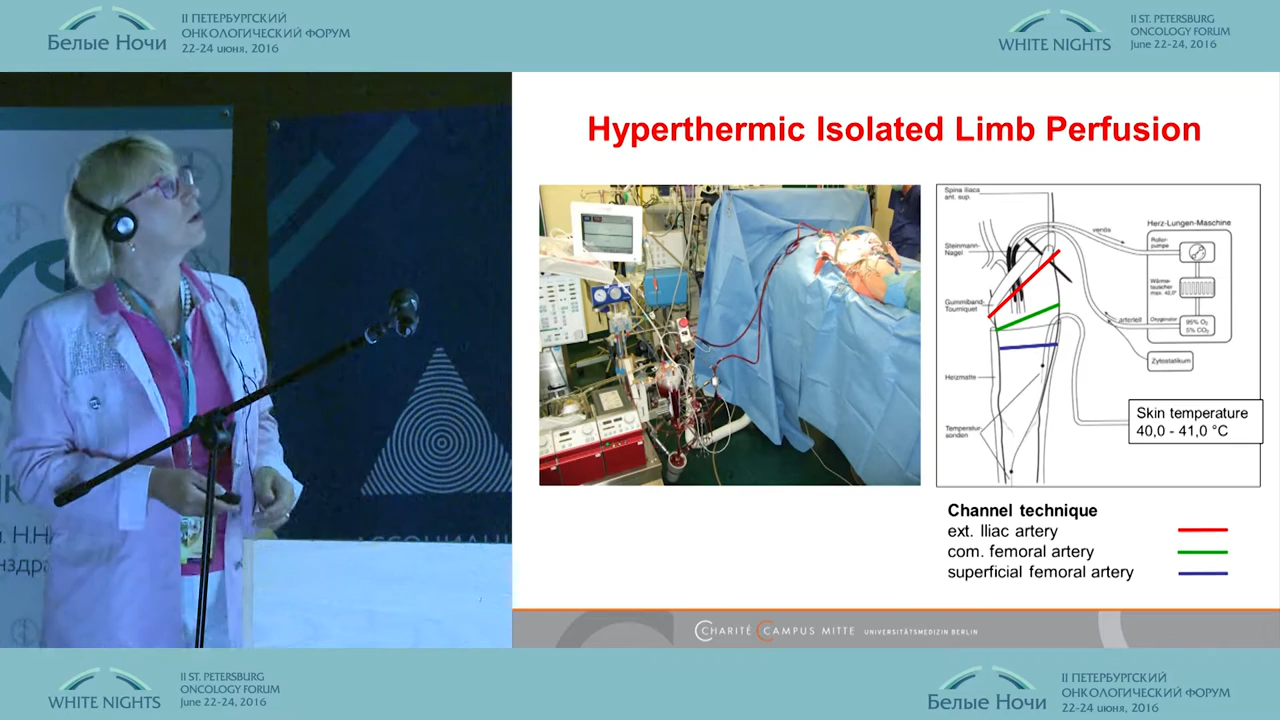 Белые Ночи
II ПЕТЕРБУРГСКИЙ
ОНКОЛОГИЧЕСКИЙ ФОРУМ
22-24 июня, 2016
WHITE NIGHTS
II ST. PETERSBURG
ONCOLOGY FORUM
June 22-24, 2016
Hyperthermic Isolated Limb Perfusion
Spina iliaca
ant. sup.
Steinmann-
Nagel
Gummiband-
Tourniquet
Heizmatte
Temperatur-
sonden
venös
Herz-Lungen-Maschine
Roller-
pumpe
Wärme-
tauscher
max. 42,0°
arteriell
Oxygenator
95% O2
5% CO2
Zytostatikum
Skin temperature
40,0 - 41,0 °C
Channel technique
ext. Iliac artery
com. femoral artery
superficial femoral artery
CHARITÉ CAMPUS MITTE UNIVERSITÄTSMEDIZIN BERLIN
АССОЦИАЦ
WHITE NIGHTS
II ST. PETERSBURG
ONCOLOGY FORUM
June 22-24, 2016
Белые Ночи
II ПЕТЕРБУРГСКИЙ
ОНКОЛОГИЧЕСКИЙ ФОРУМ
22-24 июня, 2016